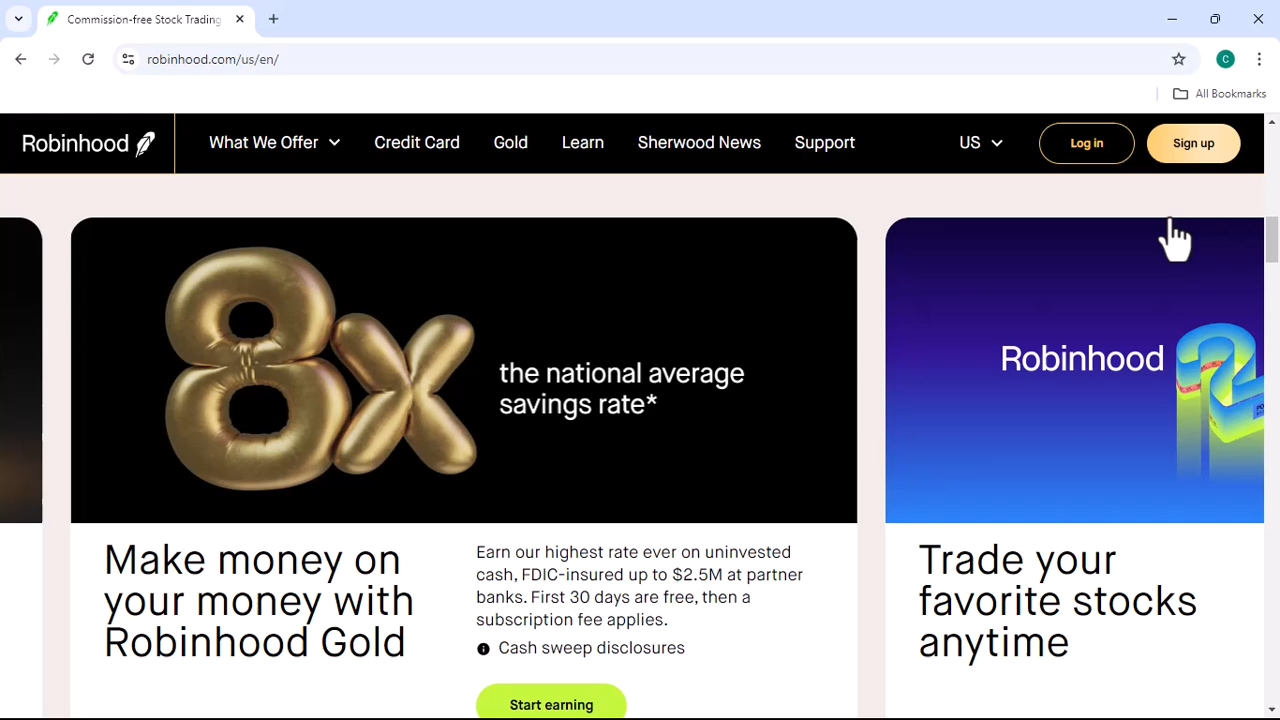 Commission-free Stock Trading
robinhood.com/us/en/
C
All Bookmarks
Robinhood
What We Offer
Credit Card
Gold
Learn
Sherwood News
Support
US
Log in
Sign up
8x
the national average
savings rate*
Make money on
your money with
Robinhood Gold
Earn our highest rate ever on uninvested
cash, FDIC-insured up to $2.5M at partner
banks. First 30 days are free, then a
subscription fee applies.
Cash sweep disclosures
Start earning
Robinhood
Trade your
favorite stocks
anytime